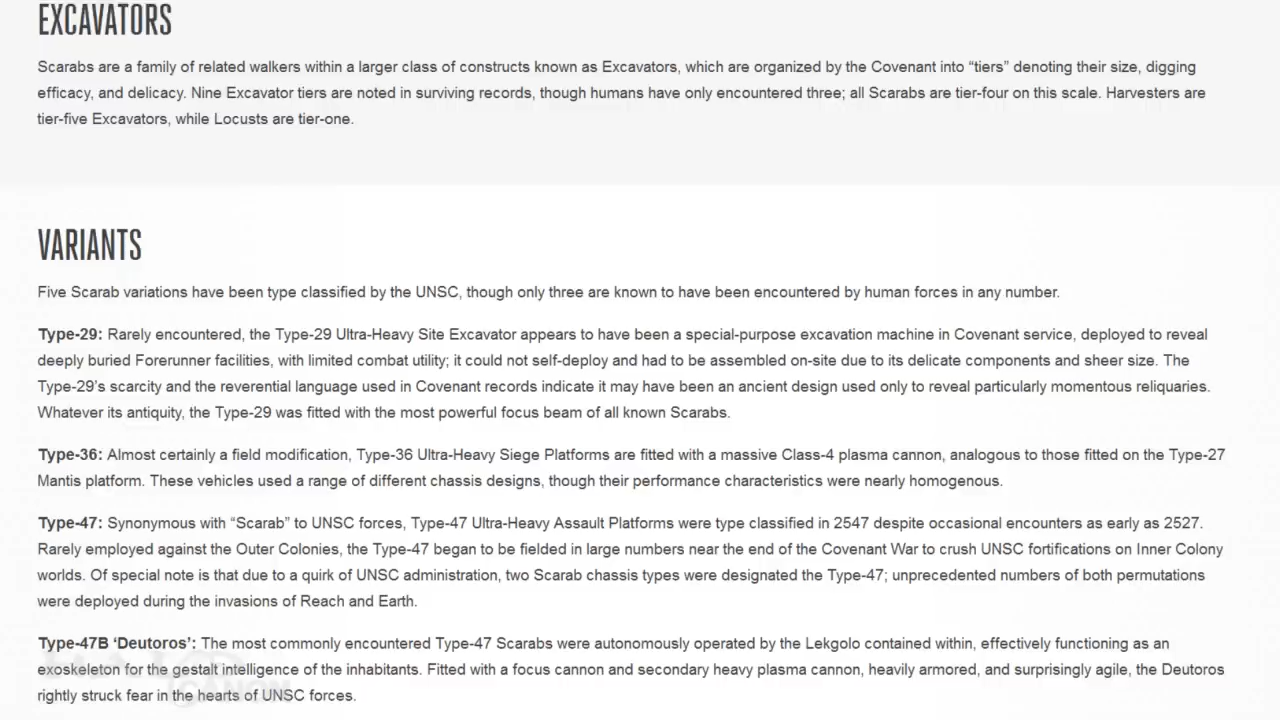 EXCAVATORS
Scarabs are a family of related walkers within a larger class of constructs known as Excavators, which are organized by the Covenant into “tiers” denoting their size, digging
efficacy, and delicacy. Nine Excavator tiers are noted in surviving records, though humans have only encountered three; all Scarabs are tier-four on this scale. Harvesters are
tier-five Excavators, while Locusts are tier-one.
VARIANTS
Five Scarab variations have been type classified by the UNSC, though only three are known to have been encountered by human forces in any number.
Type-29: Rarely encountered, the Type-29 Ultra-Heavy Site Excavator appears to have been a special-purpose excavation machine in Covenant service, deployed to reveal
deeply buried Forerunner facilities, with limited combat utility; it could not self-deploy and had to be assembled on-site due to its delicate components and sheer size. The
Type-29’s scarcity and the reverential language used in Covenant records indicate it may have been an ancient design used only to reveal particularly momentous reliquaries.
Whatever its antiquity, the Type-29 was fitted with the most powerful focus beam of all known Scarabs.
Type-36: Almost certainly a field modification, Type-36 Ultra-Heavy Siege Platforms are fitted with a massive Class-4 plasma cannon, analogous to those fitted on the Type-27
Mantis platform. These vehicles used a range of different chassis designs, though their performance characteristics were nearly homogenous.
Type-47: Synonymous with “Scarab” to UNSC forces, Type-47 Ultra-Heavy Assault Platforms were type classified in 2547 despite occasional encounters as early as 2527.
Rarely employed against the Outer Colonies, the Type-47 began to be fielded in large numbers near the end of the Covenant War to crush UNSC fortifications on Inner Colony
worlds. Of special note is that due to a quirk of UNSC administration, two Scarab chassis types were designated the Type-47; unprecedented numbers of both permutations
were deployed during the invasions of Reach and Earth.
Type-47B ‘Deutoros’: The most commonly encountered Type-47 Scarabs were autonomously operated by the Lekgolo contained within, effectively functioning as an
exoskeleton for the gestalt intelligence of the inhabitants. Fitted with a focus cannon and secondary heavy plasma cannon, heavily armored, and surprisingly agile, the Deutoros
rightly struck fear in the hearts of UNSC forces.
HALO
CANON